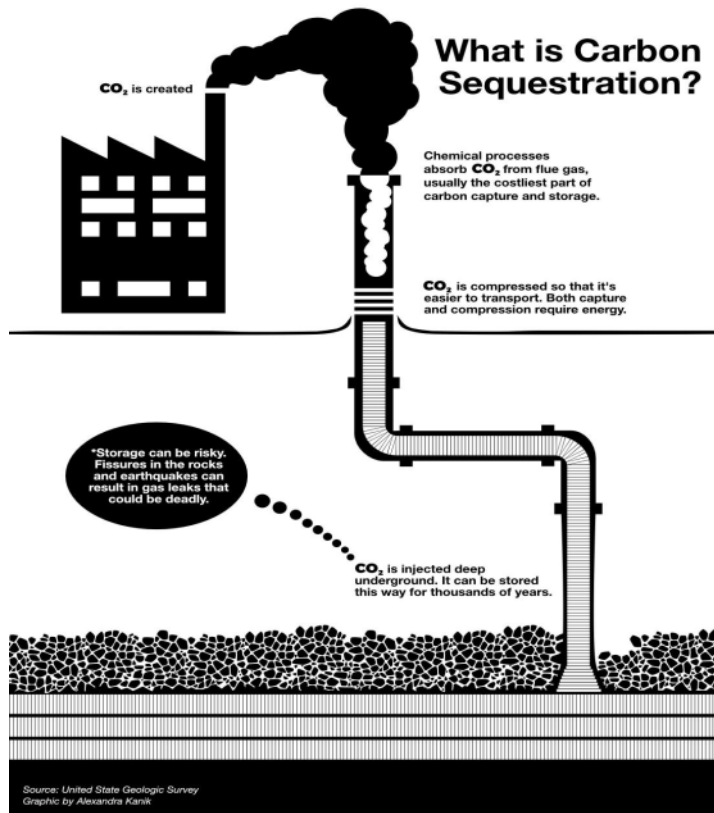 What is Carbon
Sequestration?
CO₂ is created
Chemical processes
absorb CO₂ from flue gas,
usually the costliest part of
carbon capture and storage.
CO₂ is compressed so that it's
easier to transport. Both capture
and compression require energy.
*Storage can be risky.
Fissures in the rocks
and earthquakes can
result in gas leaks that
could be deadly.
CO₂ is injected deep
underground. It can be stored
this way for thousands of years.
Source: United State Geologic Survey
Graphic by Alexandra Kanik